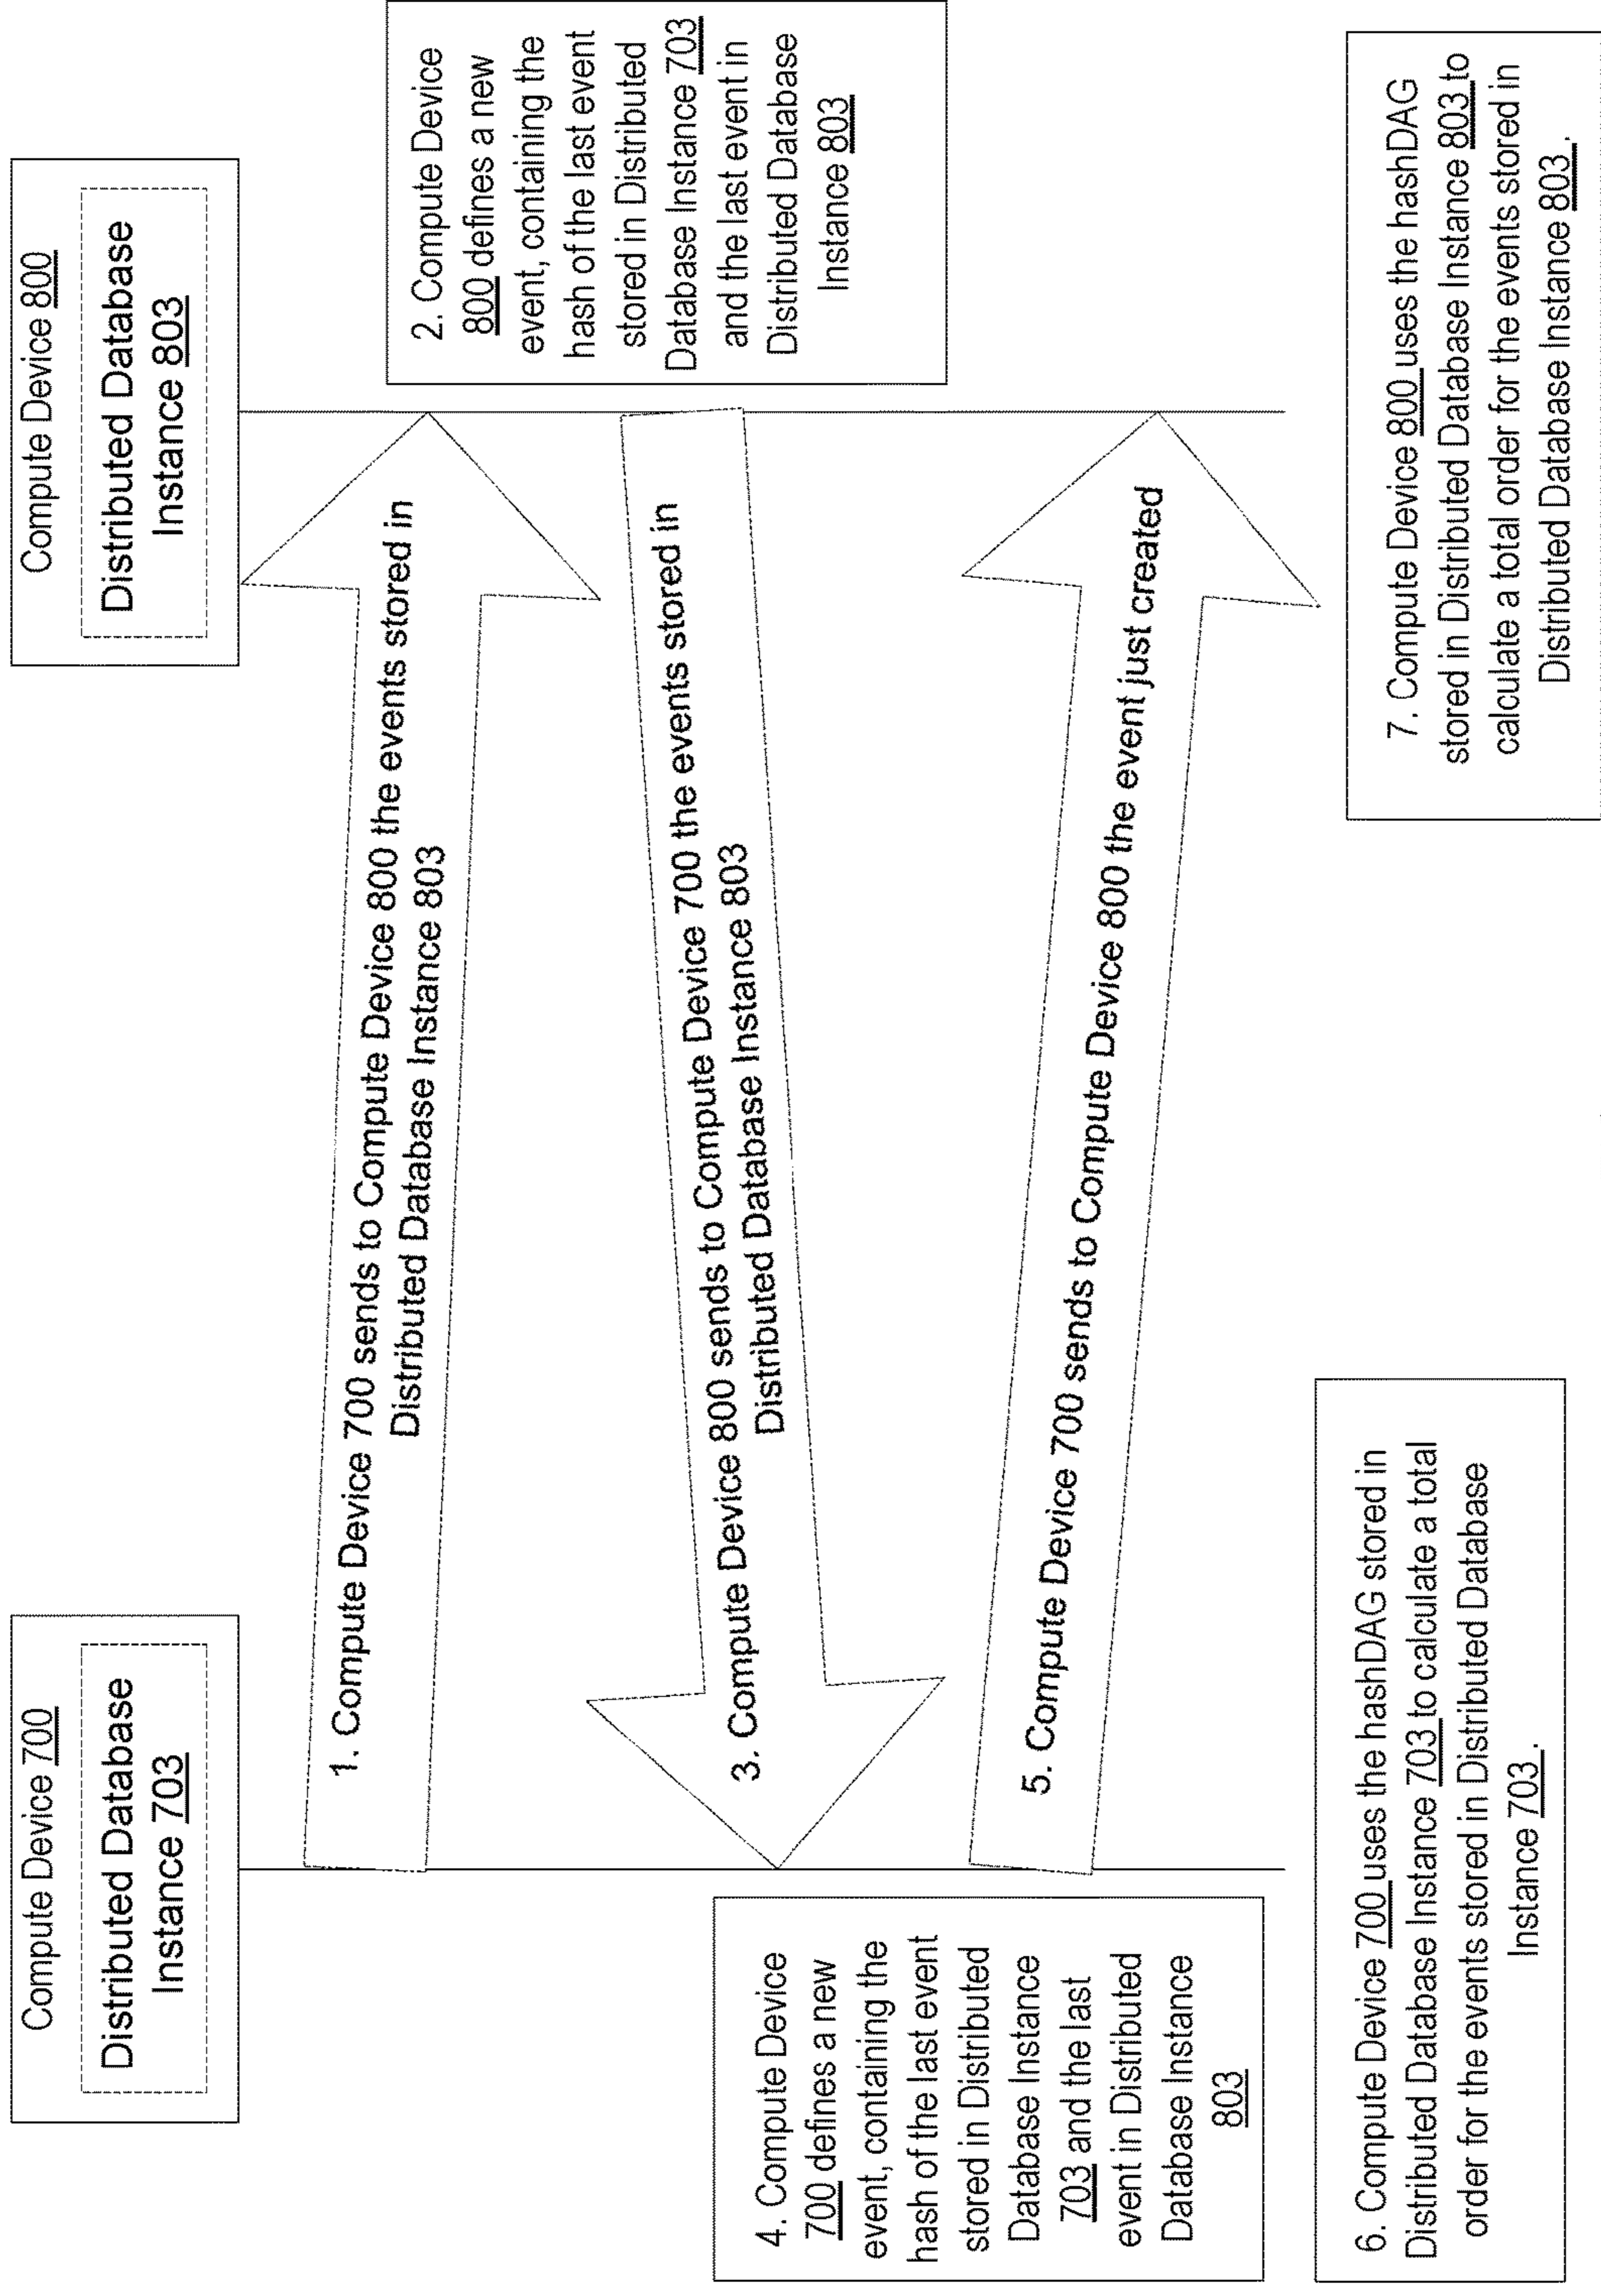 Compute Device 700
Distributed Database
Instance 703
Compute Device 800
Distributed Database
Instance 803
1. Compute Device 700 sends to Compute Device 800 the events stored in
Distributed Database Instance 803
2. Compute Device
800 defines a new
event, containing the
hash of the last event
stored in Distributed
Database Instance 703
and the last event in
Distributed Database
Instance 803
3. Compute Device 800 sends to Compute Device 700 the events stored in
Distributed Database Instance 803
4. Compute Device
700 defines a new
event, containing the
hash of the last event
stored in Distributed
Database Instance
703 and the last
event in Distributed
Database Instance
803
5. Compute Device 700 sends to Compute Device 800 the event just created
6. Compute Device 700 uses the hashDAG stored in
Distributed Database Instance 703 to calculate a total
order for the events stored in Distributed Database
Instance 703.
7. Compute Device 800 uses the hashDAG
stored in Distributed Database Instance 803 to
calculate a total order for the events stored in
Distributed Database Instance 803.